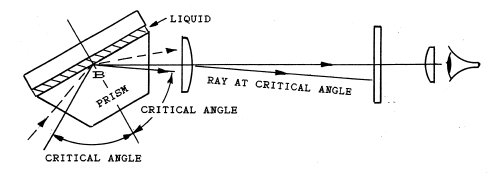 LIQUID
B
PRISM
RAY AT CRITICAL ANGLE
CRITICAL ANGLE
CRITICAL ANGLE